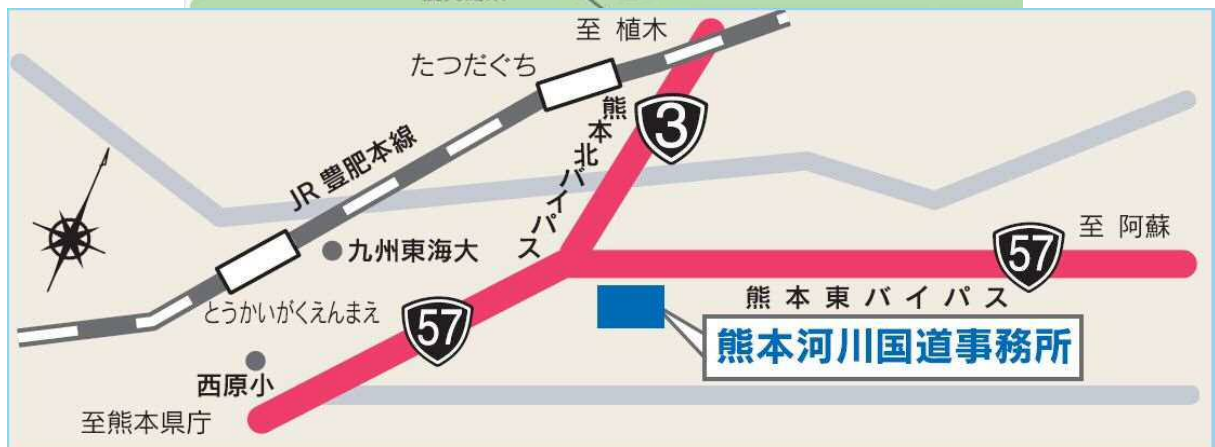 至 植木
たつだぐち
3
熊本北バイパス
JR 豊肥本線
至 阿蘇
九州東海大
57
とうかいがくえんまえ
57
熊本東バイパス
熊本河川国道事務所
西原小
至熊本県庁